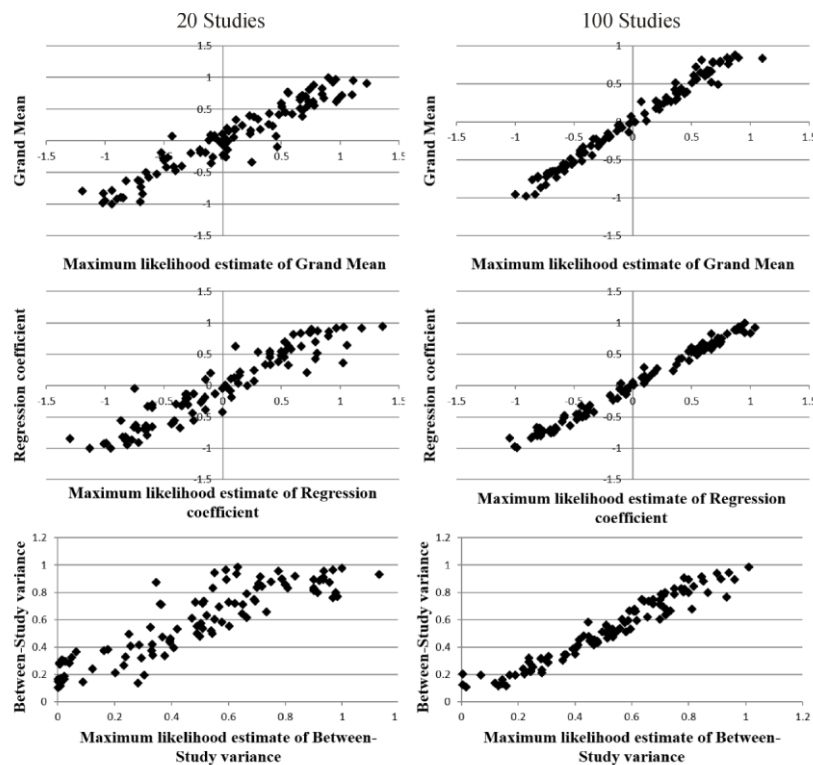 20 Studies
100 Studies
Grand Mean
1.5
1
0.5
0
-1.5 -1 -0.5 0 0.5 1 1.5
-0.5
-1
-1.5
Maximum likelihood estimate of Grand Mean
Grand Mean
1.5
1
0.5
0
-1.5 -1 -0.5 0 0.5 1 1.5
-0.5
-1
-1.5
Maximum likelihood estimate of Grand Mean
Regression coefficient
1.5
1
0.5
0
-1.5 -1 -0.5 0 0.5 1 1.5
-0.5
-1
-1.5
Maximum likelihood estimate of Regression
coefficient
Regression coefficient
1.5
1
0.5
0
-1.5 -1 -0.5 0 0.5 1 1.5
-0.5
-1
-1.5
Maximum likelihood estimate of Regression
coefficient
Between-Study variance
1.2
1
0.8
0.6
0.4
0.2
0
0 0.2 0.4 0.6 0.8 1 1
Maximum likelihood estimate of Between-
Study variance
Between-Study variance
1.2
1
0.8
0.6
0.4
0.2
0
0 0.2 0.4 0.6 0.8 1 1.2
Maximum likelihood estimate of Between-
Study variance